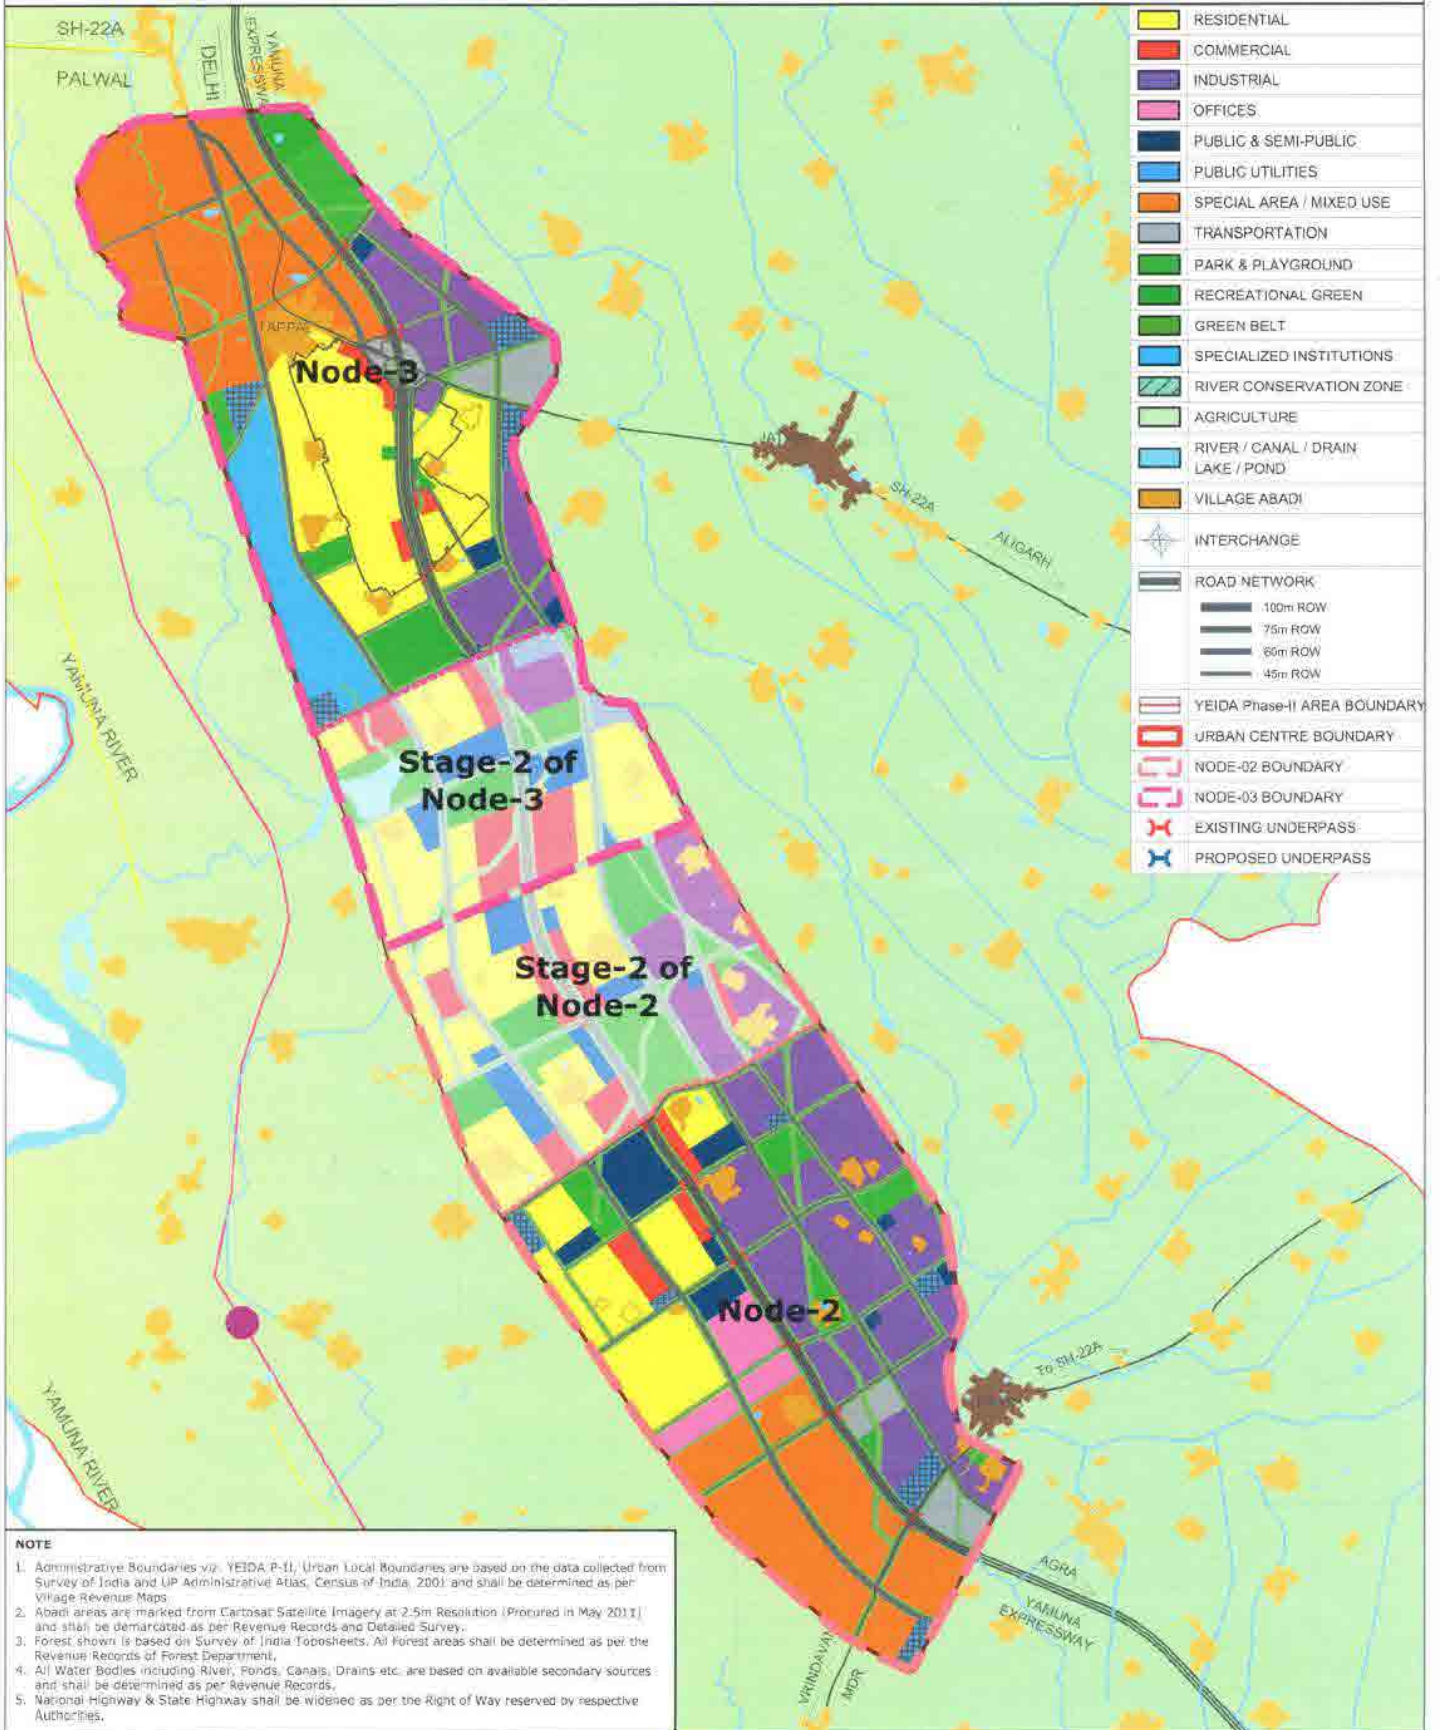 SH-22A
PALWAL
DELHI
YAMUNA
EXPRESSWAY
TAPPAL
Node-3
SH-22A
ALIGARH
YAMUNA RIVER
Stage-2 of
Node-3
Stage-2 of
Node-2
Node-2
To SH-22A
YAMUNA RIVER
AGRA
YAMUNA
EXPRESSWAY
VRINDAVAN
MDR
RESIDENTIAL
COMMERCIAL
INDUSTRIAL
OFFICES
PUBLIC & SEMI-PUBLIC
PUBLIC UTILITIES
SPECIAL AREA / MIXED USE
TRANSPORTATION
PARK & PLAYGROUND
RECREATIONAL GREEN
GREEN BELT
SPECIALIZED INSTITUTIONS
RIVER CONSERVATION ZONE
AGRICULTURE
RIVER / CANAL / DRAIN
LAKE / POND
VILLAGE ABADI
INTERCHANGE
ROAD NETWORK
100m ROW
75m ROW
60m ROW
45m ROW
YEIDA Phase-II AREA BOUNDARY
URBAN CENTRE BOUNDARY
NODE-02 BOUNDARY
NODE-03 BOUNDARY
EXISTING UNDERPASS
PROPOSED UNDERPASS
NOTE
1. Administrative Boundaries viz. YEIDA P-II, Urban Local Boundaries are based on the data collected from
Survey of India and UP Administrative Atlas, Census of India, 2001 and shall be determined as per
Village Revenue Maps
2. Abadi areas are marked from Cartosat Satellite Imagery at 2.5m Resolution (Procured in May 2011)
and shall be demarcated as per Revenue Records and Detailed Survey.
3. Forest shown is based on Survey of India Toposheets. All Forest areas shall be determined as per the
Revenue Records of Forest Department.
4. All Water Bodies including River, Ponds, Canals, Drains etc. are based on available secondary sources
and shall be determined as per Revenue Records.
5. National Highway & State Highway shall be widened as per the Right of Way reserved by respective
Authorities.